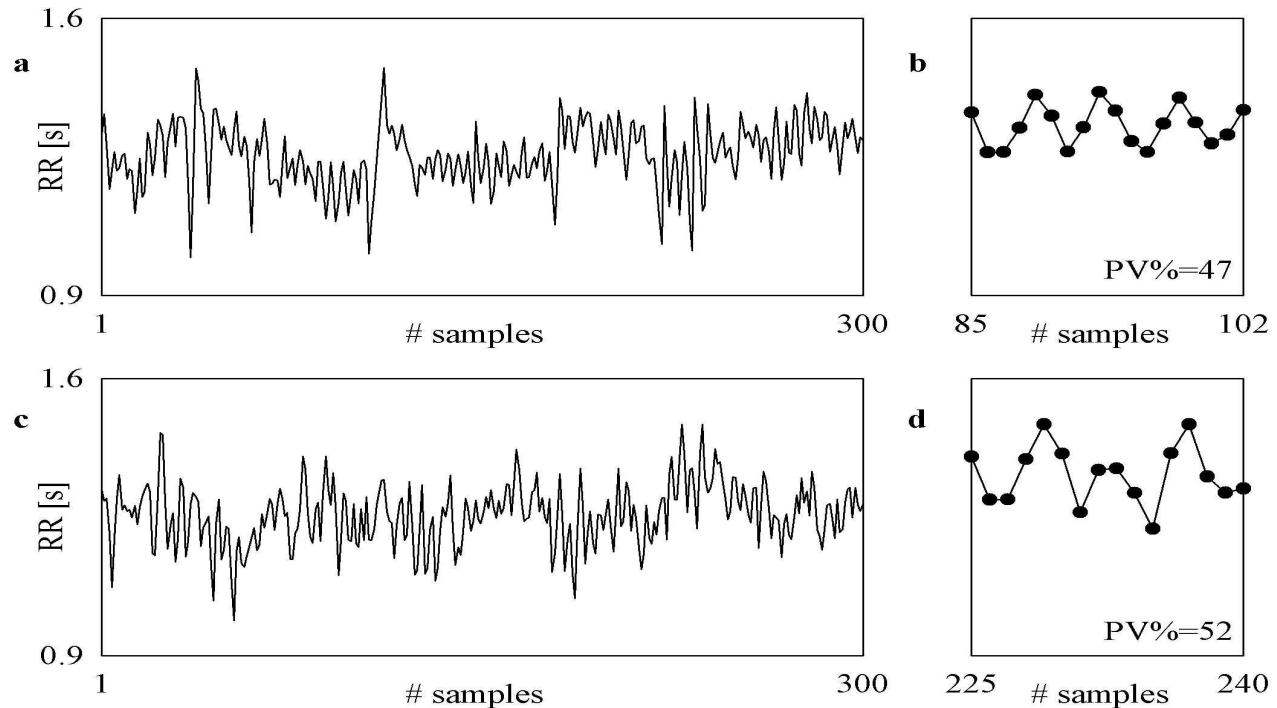 1.6
a
RR [s]
0.9
1
# samples
300
b
PV%=47
85
# samples
102
1.6
c
RR [s]
0.9
1
# samples
300
d
PV%=52
225
# samples
240